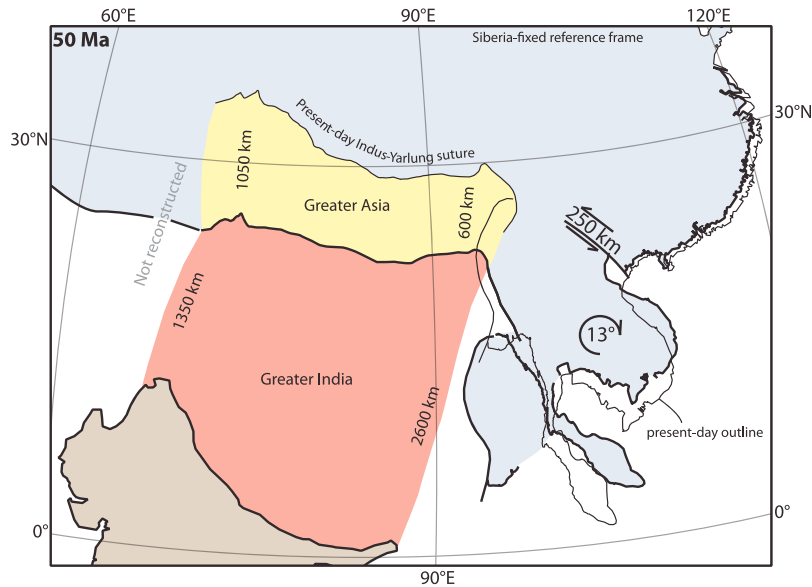 60°E
90°E
120°E
50 Ma
Siberia-fixed reference frame
30°N
30°N
Present-day Indus-Yarlung suture
1050 km
Greater Asia
600 km
250 km
Not reconstructed
1350 km
13°
Greater India
2600 km
present-day outline
0°
0°
90°E